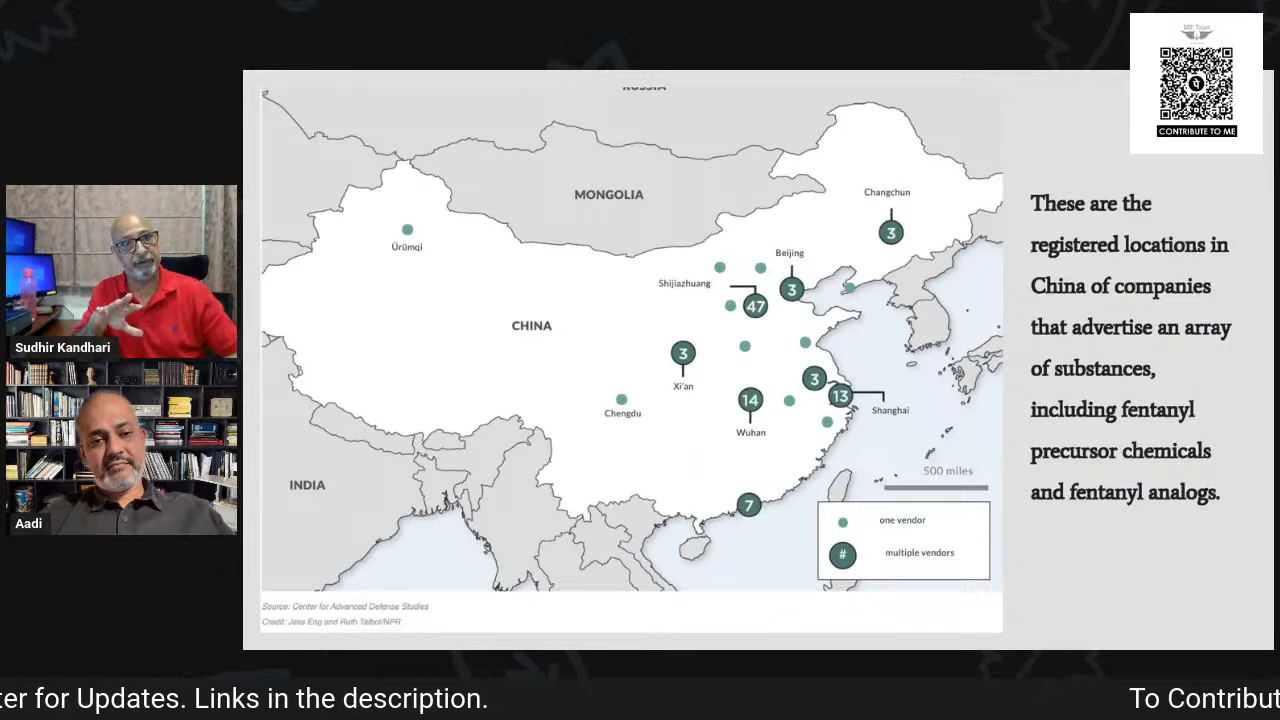 CONTRIBUTE TO ME
RUSSIA
MONGOLIA
Changchun
3
Ürümqi
Beijing
Shijiazhuang
3
47
CHINA
3
Xi'an
3
13
Chengdu
14
Shanghai
Wuhan
500 miles
INDIA
7
one vendor
# multiple vendors
Source: Center for Advanced Defense Studies
Credit: Jess Eng and Ruth Talbot/NPR
These are the
registered locations in
China of companies
that advertise an array
of substances,
including fentanyl
precursor chemicals
and fentanyl analogs.
Sudhir Kandhari
Aadi
ter for Updates. Links in the description.
To Contribut